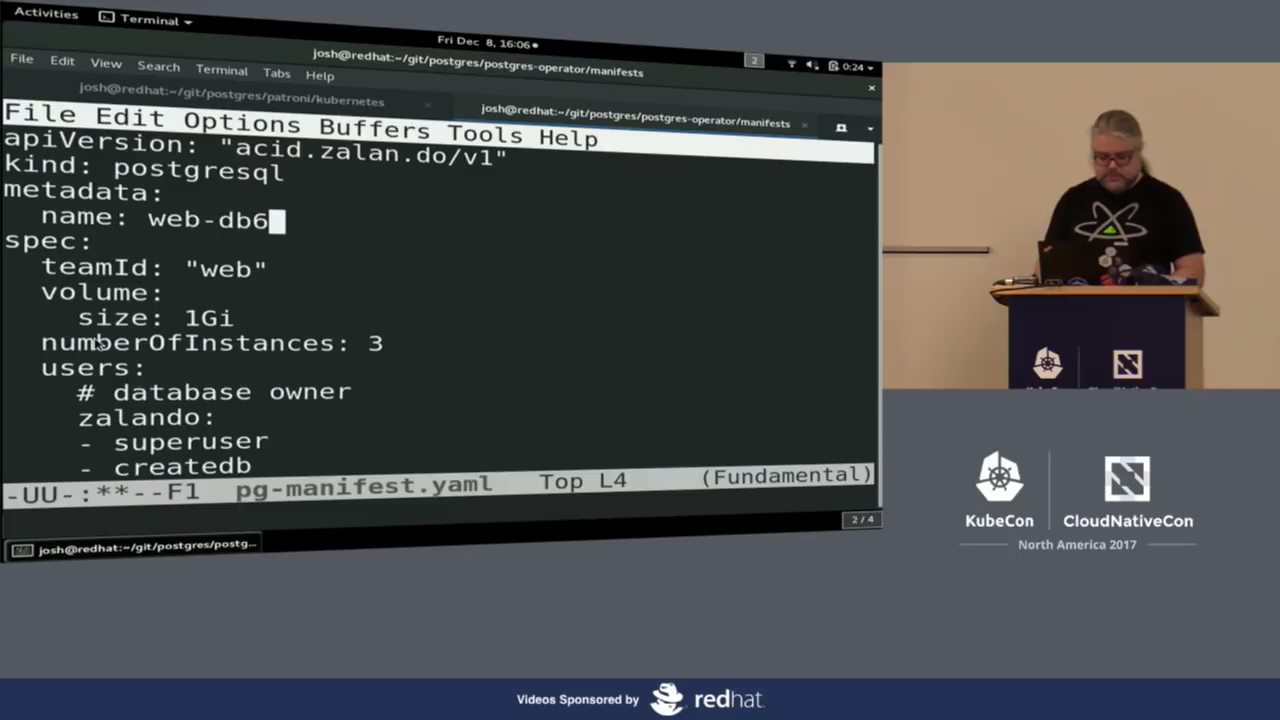 Activities
Terminal
Fri Dec 8, 16:06
josh@redhat:~/git/postgres/postgres-operator/manifests
2
0:24
File Edit View Search Terminal Tabs Help
josh@redhat:~/git/postgres/patroni/kubernetes
josh@redhat:~/git/postgres/postgres-operator/manifests
File Edit Options Buffers Tools Help
apiVersion: "acid.zalan.do/v1"
kind: postgresql
metadata:
name: web-db6
spec:
teamId: "web"
volume:
size: 1Gi
numberOfInstances: 3
users:
# database owner
zalando:
- superuser
- createdb
-UU-:**--F1 pg-manifest.yaml Top L4 (Fundamental)
2 / 4
josh@redhat:~/git/postgres/postg...
KubeCon
CloudNativeCon
North America 2017
Videos Sponsored by
redhat